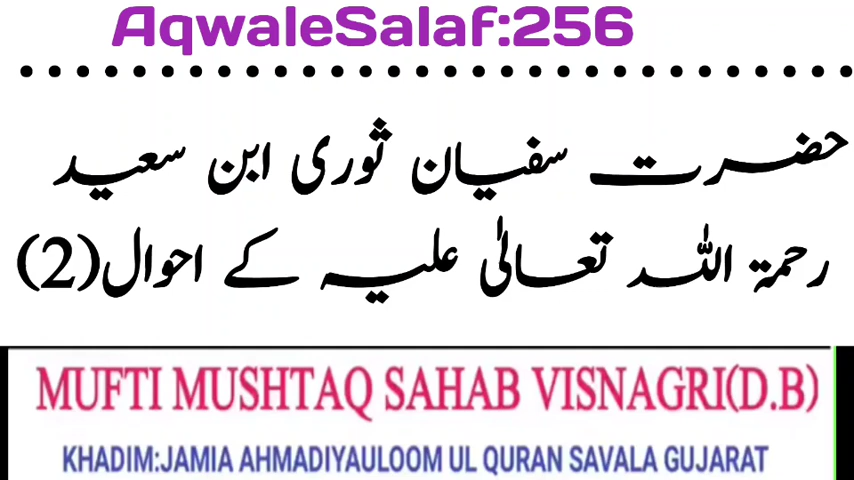 AqwaleSalaf:256
حضرت سفیان ثوری ابن سعید
رحمۃ اللہ تعالیٰ علیہ کے احوال(2)
MUFTI MUSHTAQ SAHAB VISNAGRI(D.B)
KHADIM:JAMIA AHMADIYAULOOM UL QURAN SAVALA GUJARAT